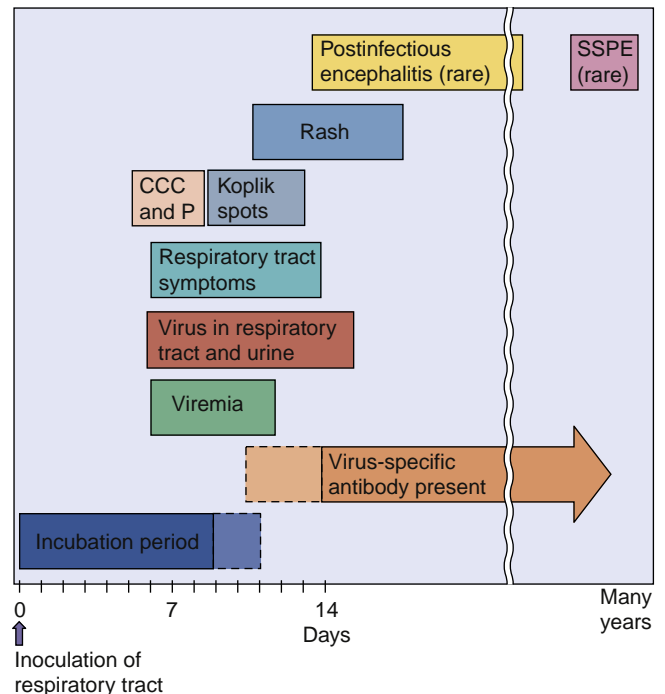 Postinfectious
encephalitis (rare)
SSPE
(rare)
Rash
CCC
and P
Koplik
spots
Respiratory tract
symptoms
Virus in respiratory
tract and urine
Viremia
Virus-specific
antibody present
Incubation period
0
7
14
Days
Many
years
Inoculation of
respiratory tract